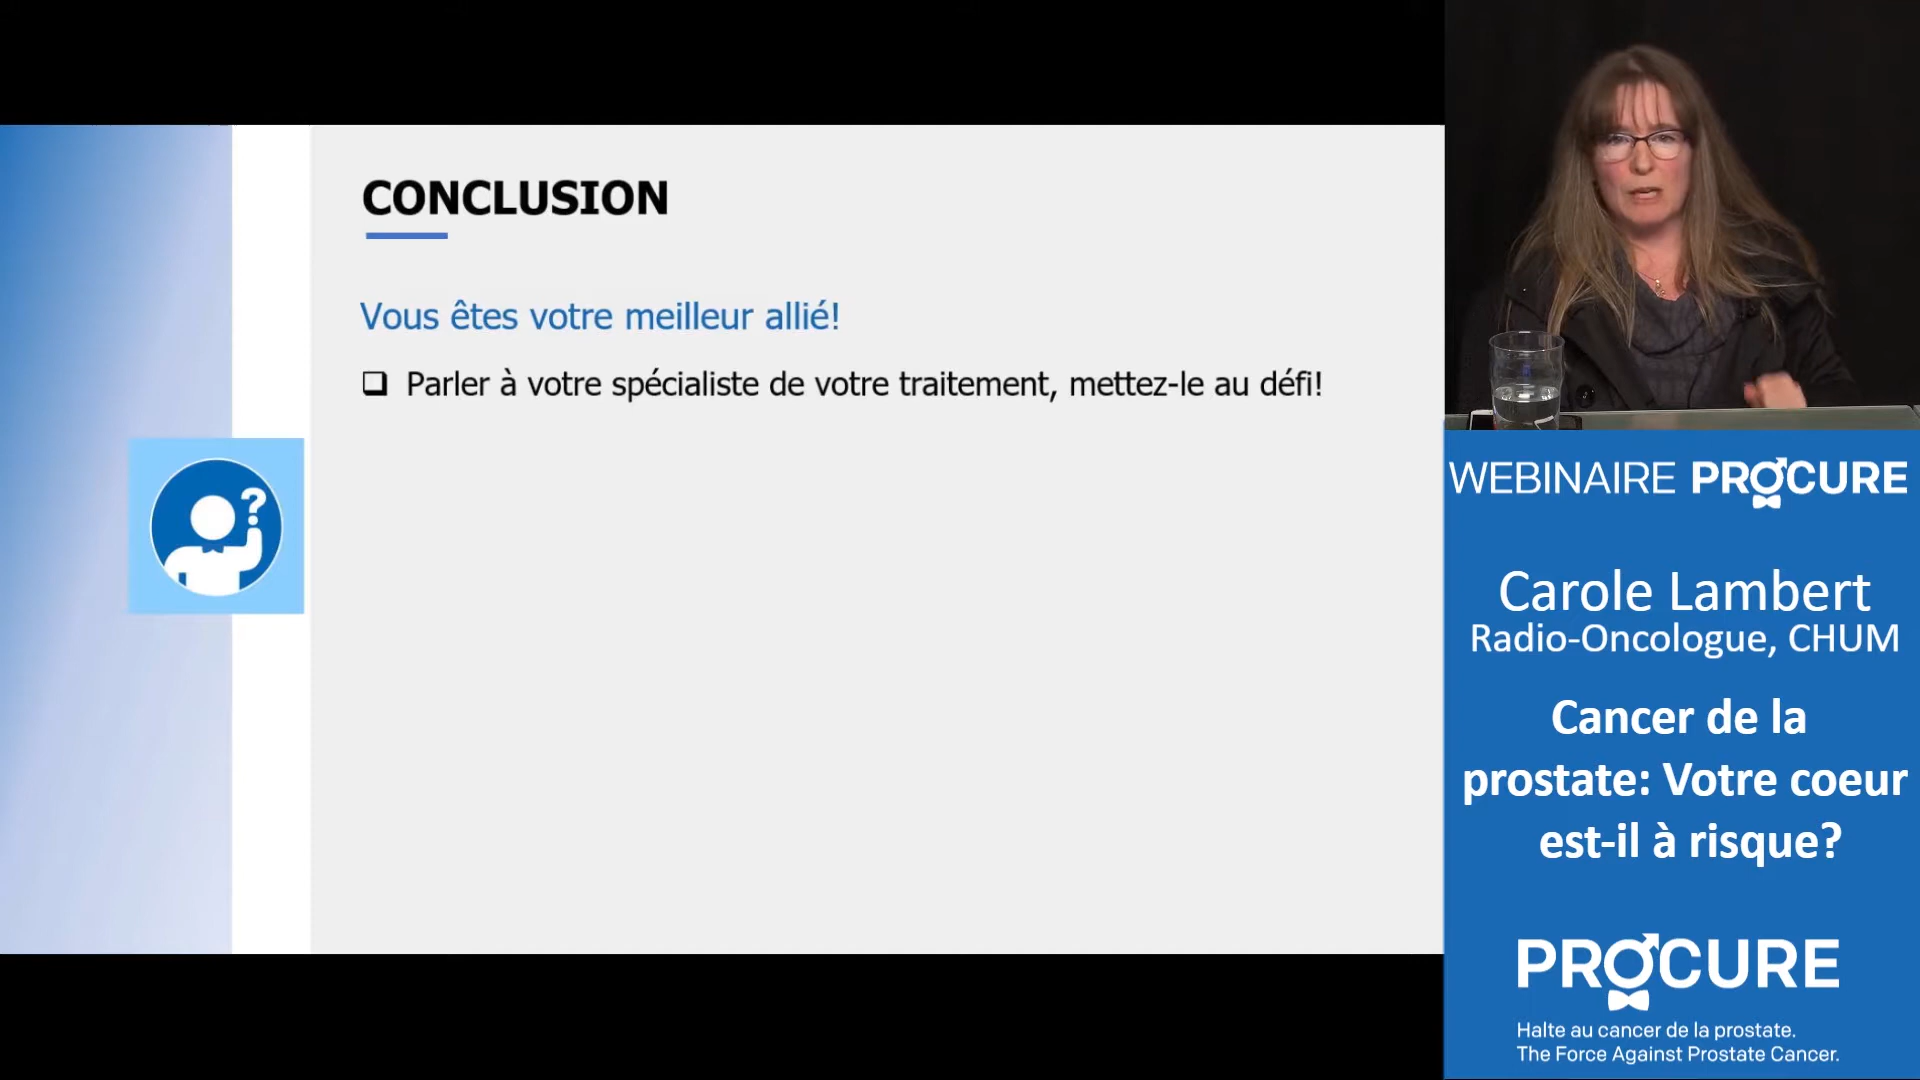 CONCLUSION
Vous êtes votre meilleur allié!
Parler à votre spécialiste de votre traitement, mettez-le au défi!
?
WEBINAIRE PROCURE
Carole Lambert
Radio-Oncologue, CHUM
Cancer de la
prostate: Votre coeur
est-il à risque?
PROCURE
Halte au cancer de la prostate.
The Force Against Prostate Cancer.